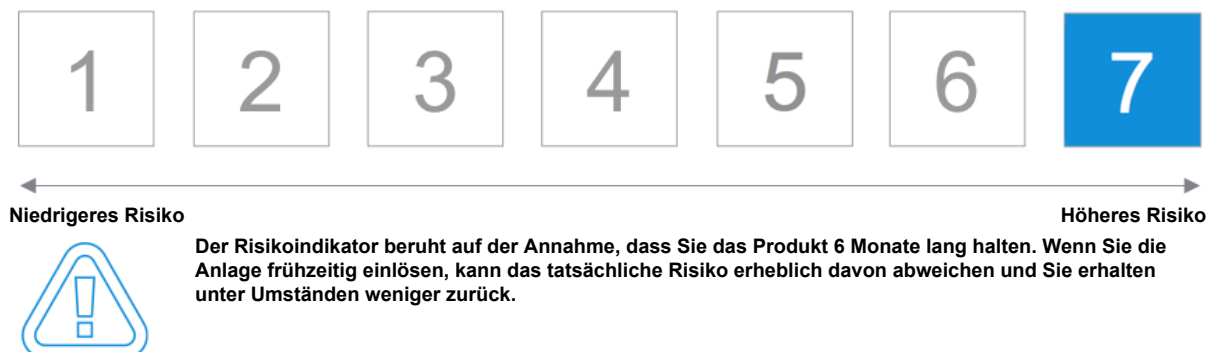 1 2 3 4 5 6 7
Niedrigeres Risiko Höheres Risiko
Der Risikoindikator beruht auf der Annahme, dass Sie das Produkt 6 Monate lang halten. Wenn Sie die
Anlage frühzeitig einlösen, kann das tatsächliche Risiko erheblich davon abweichen und Sie erhalten
unter Umständen weniger zurück.